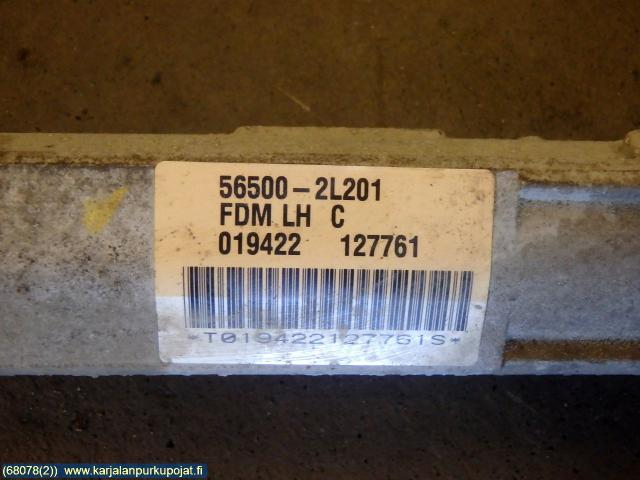 56500-2L201
FDM LH C
019422 127761
*T019422127761S*
(68078(2)) www.karjalanpurkupojat.fi